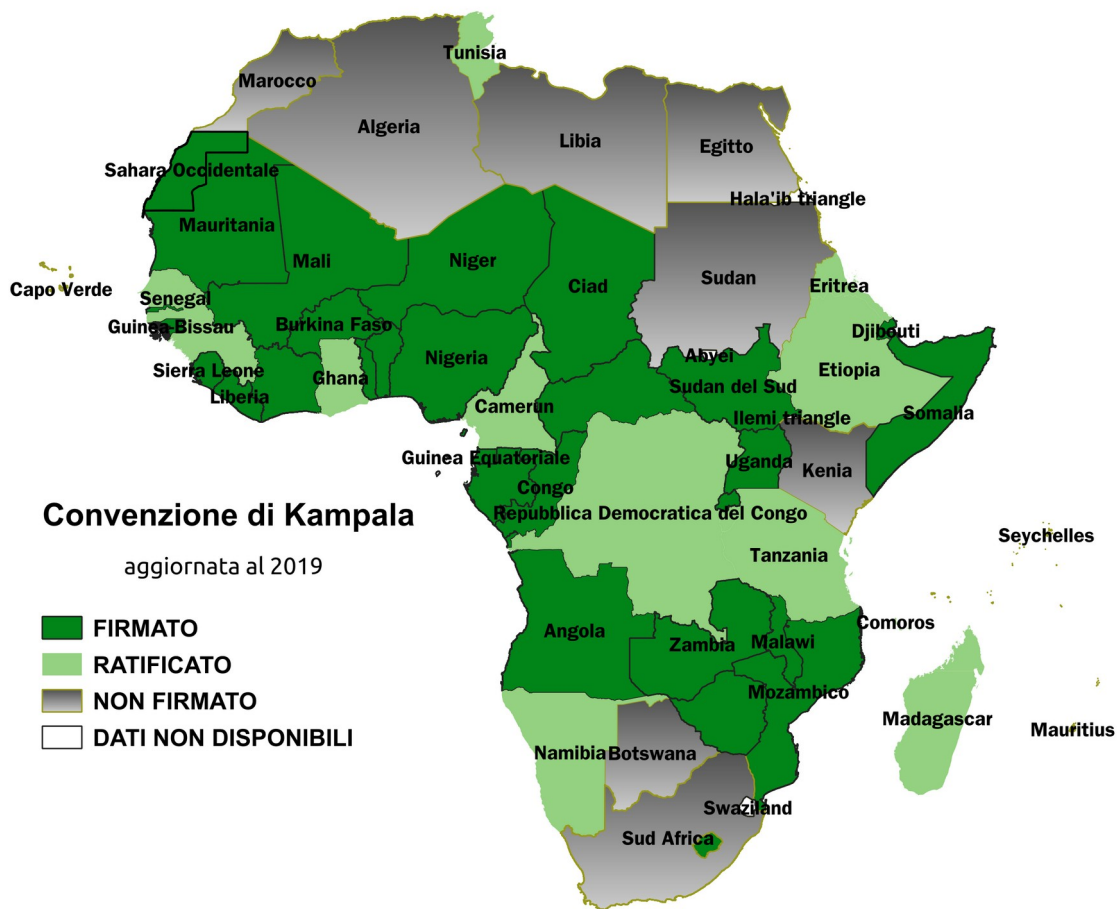 Tunisia
Marocco
Algeria
Libia
Egitto
Sahara Occidentale
Hala'ib triangle
Mauritania
Mali
Niger
Ciad
Sudan
Capo Verde
Senegal
Eritrea
Guinea-Bissau
Burkina Faso
Nigeria
Djibouti
Abyei
Sierra Leone
Ghana
Etiopia
Liberia
Sudan del Sud
Camerun
Ilemi triangle
Somalia
Guinea Equatoriale
Uganda
Kenia
Congo
Repubblica Democratica del Congo
Convenzione di Kampala
aggiornata al 2019
Seychelles
Tanzania
FIRMATO
RATIFICATO
NON FIRMATO
DATI NON DISPONIBILI
Angola
Zambia
Malawi
Comoros
Mozambico
Madagascar
Mauritius
Namibia
Botswana
Swaziland
Sud Africa